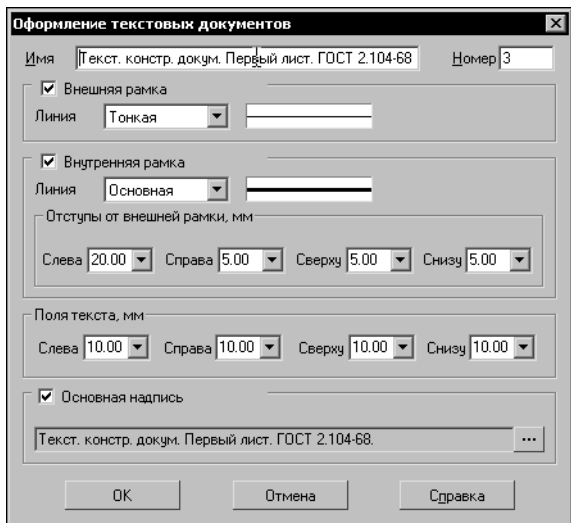 Оформление текстовых документов
Имя Текст. констр. докум. Первый лист. ГОСТ 2.104-68 Номер 3
Внешняя рамка
Линия Тонкая
Внутренняя рамка
Линия Основная
Отступы от внешней рамки, мм
Слева 20.00 Справа 5.00 Сверху 5.00 Снизу 5.00
Поля текста, мм
Слева 10.00 Справа 10.00 Сверху 10.00 Снизу 10.00
Основная надпись
Текст. констр. докум. Первый лист. ГОСТ 2.104-68. ...
OK Отмена Справка